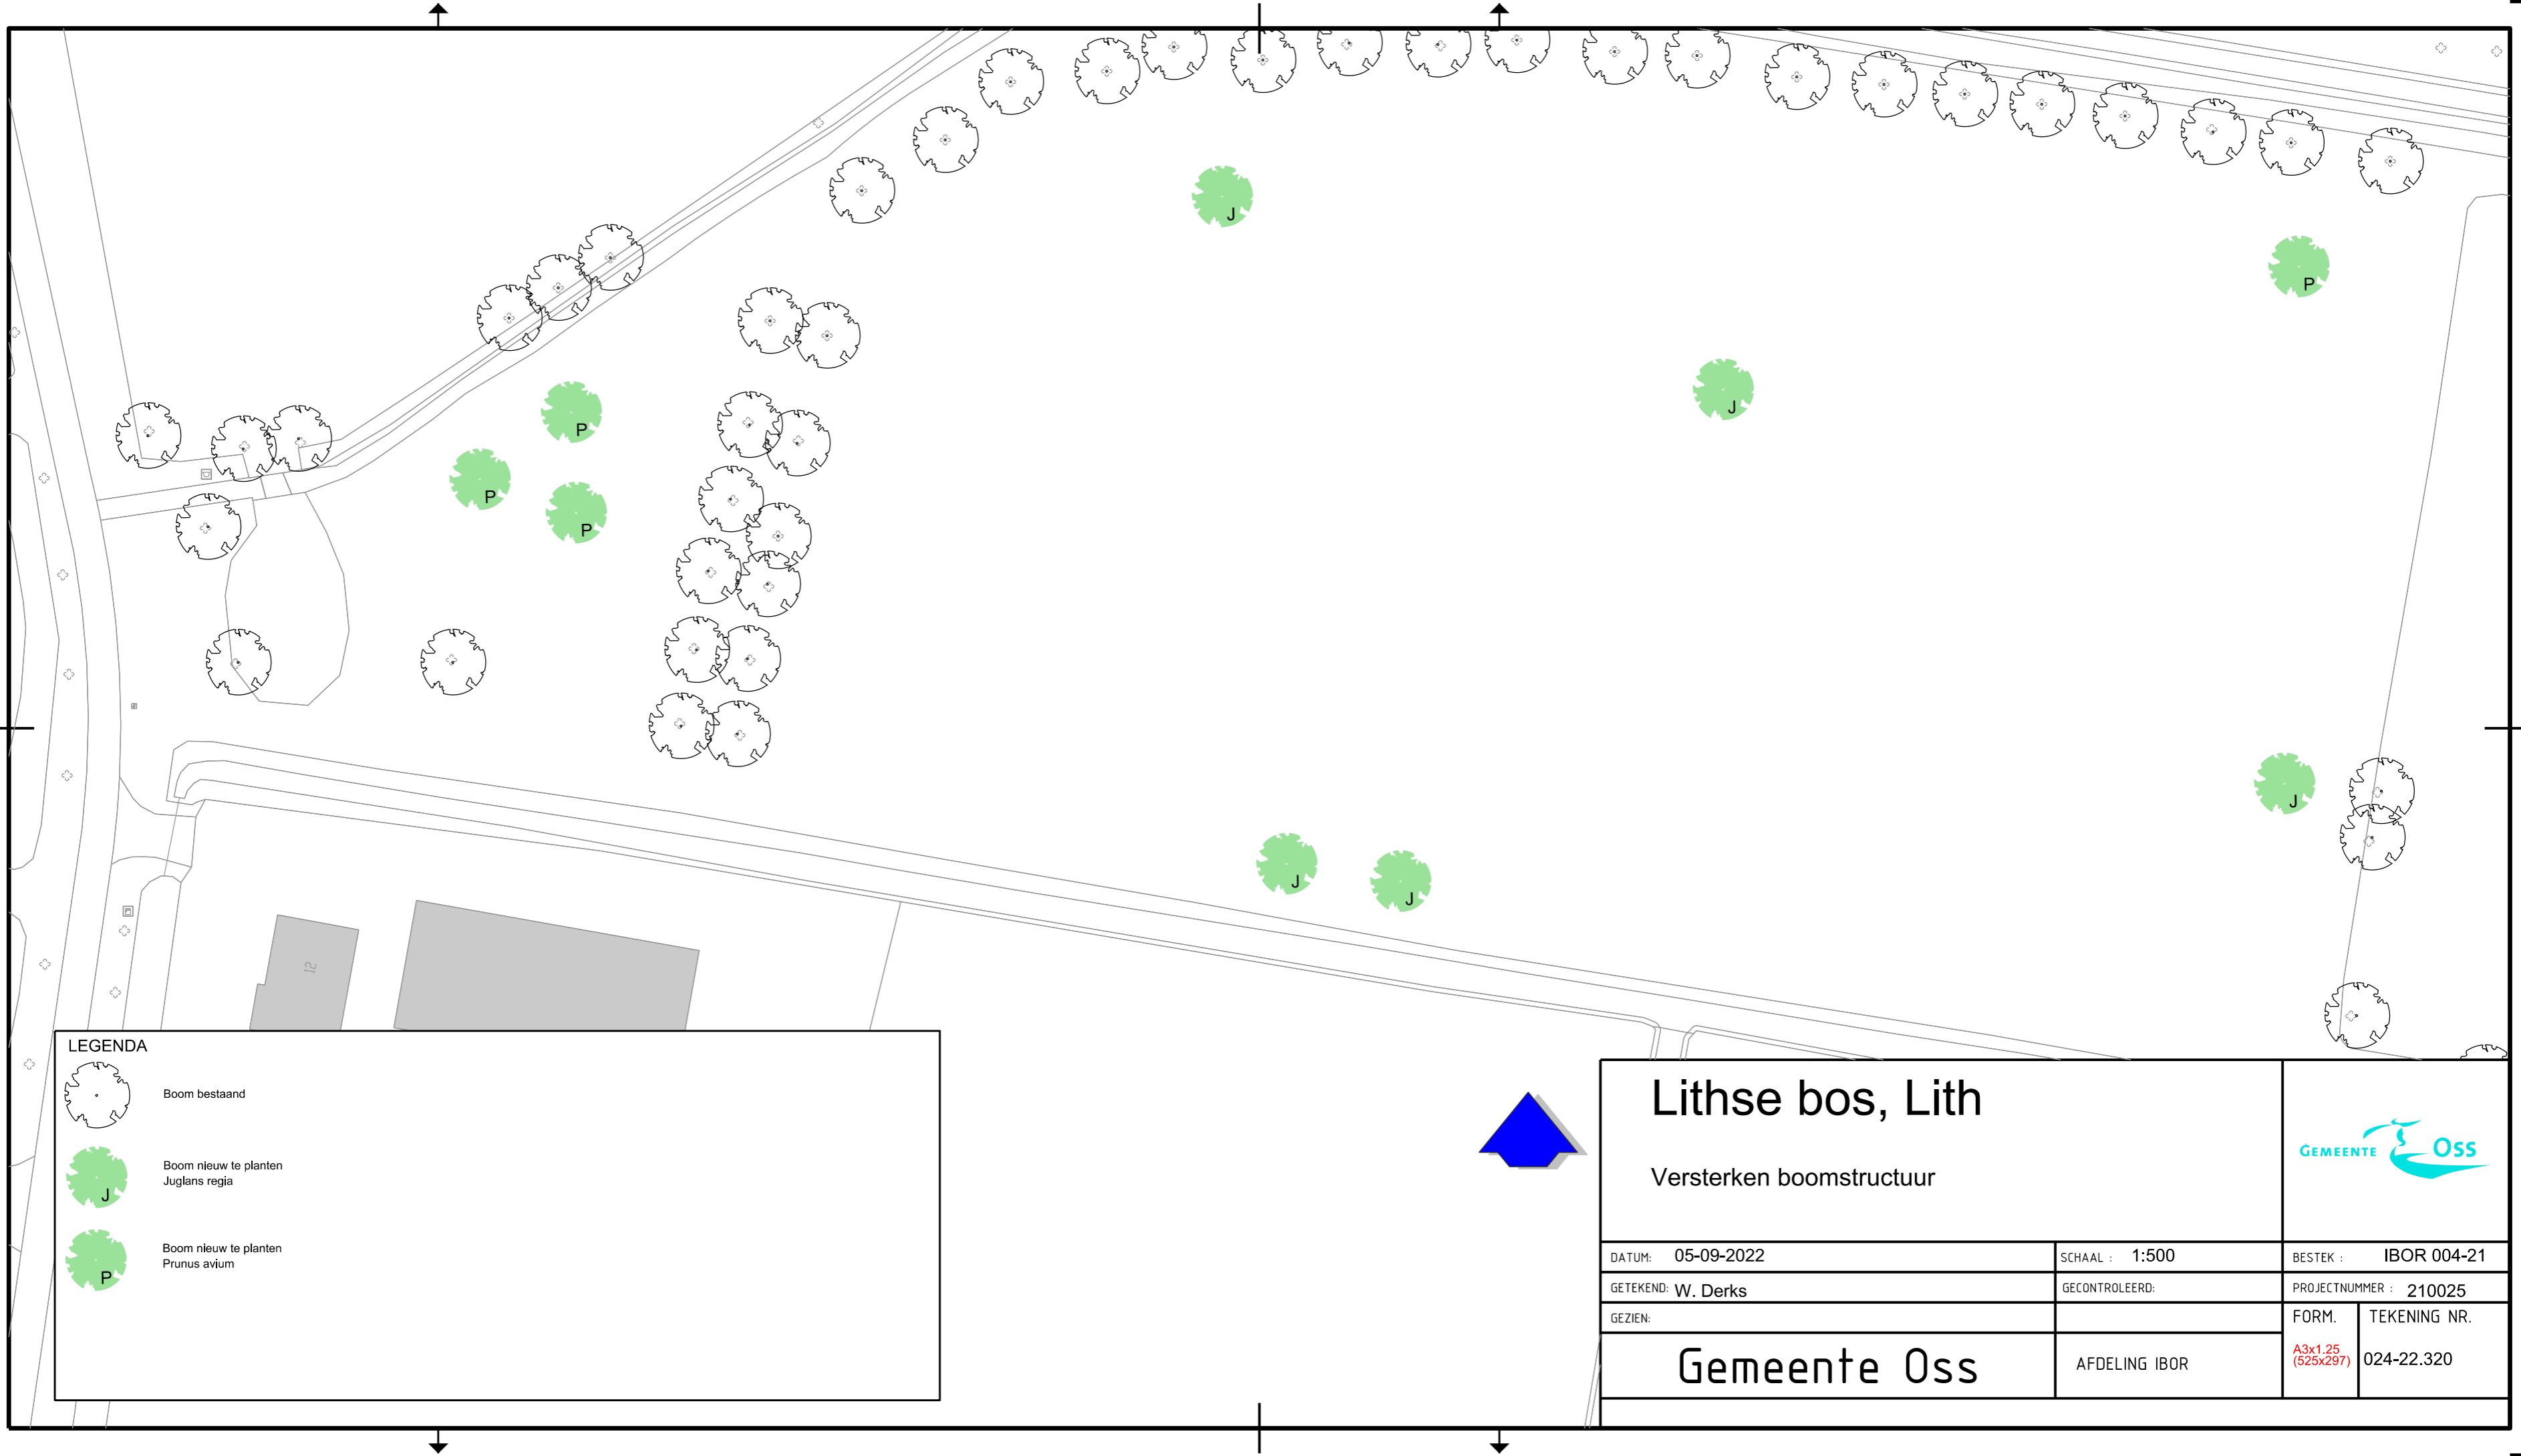 J
P
J
P
P
P
J
J
J
12
LEGENDA
Boom bestaand
J
Boom nieuw te planten
Juglans regia
P
Boom nieuw te planten
Prunus avium
Lithse bos, Lith
Versterken boomstructuur
GEMEENTE OSS
DATUM: 05-09-2022
SCHAAL : 1:500
BESTEK : IBOR 004-21
GETEKEND: W. Derks
GECONTROLEERD:
PROJECTNUMMER : 210025
GEZIEN:
FORM.
TEKENING NR.
Gemeente Oss
AFDELING IBOR
A3x1.25
(525x297)
024-22.320